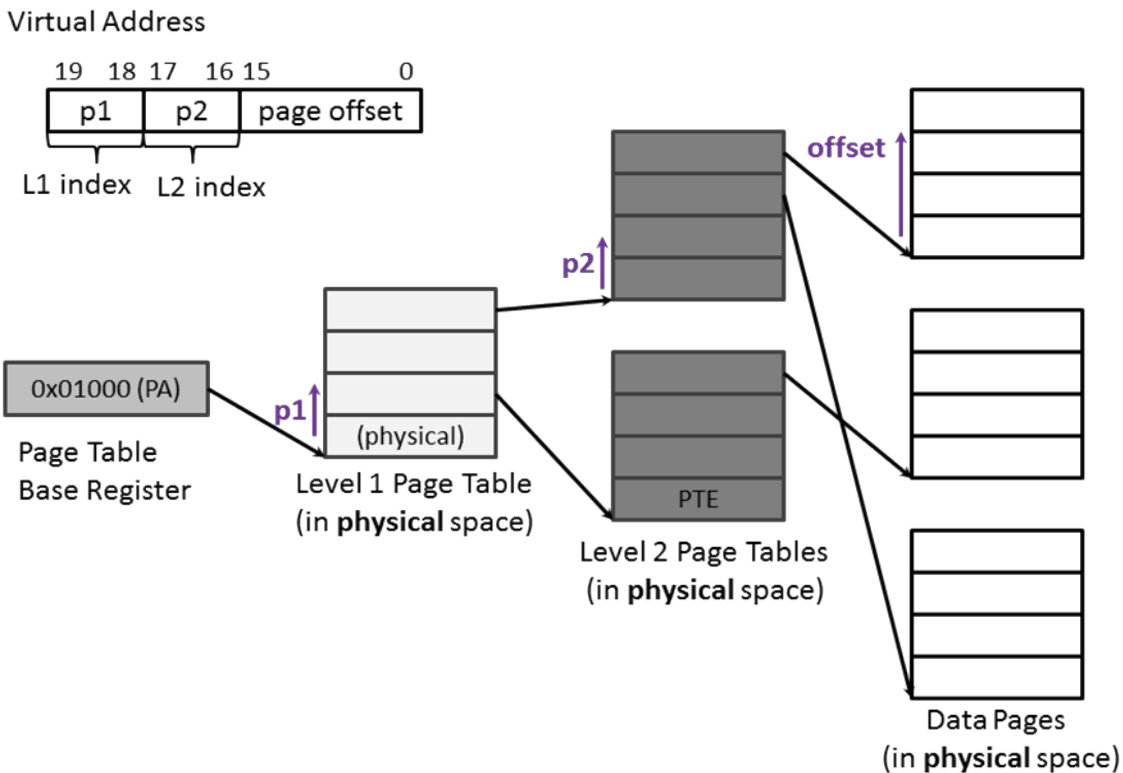 Virtual Address
19 18 17 16 15 0
p1 p2 page offset
L1 index L2 index
offset
p2
0x01000 (PA)
p1
(physical)
Page Table
Base Register
Level 1 Page Table
(in physical space)
PTE
Level 2 Page Tables
(in physical space)
Data Pages
(in physical space)